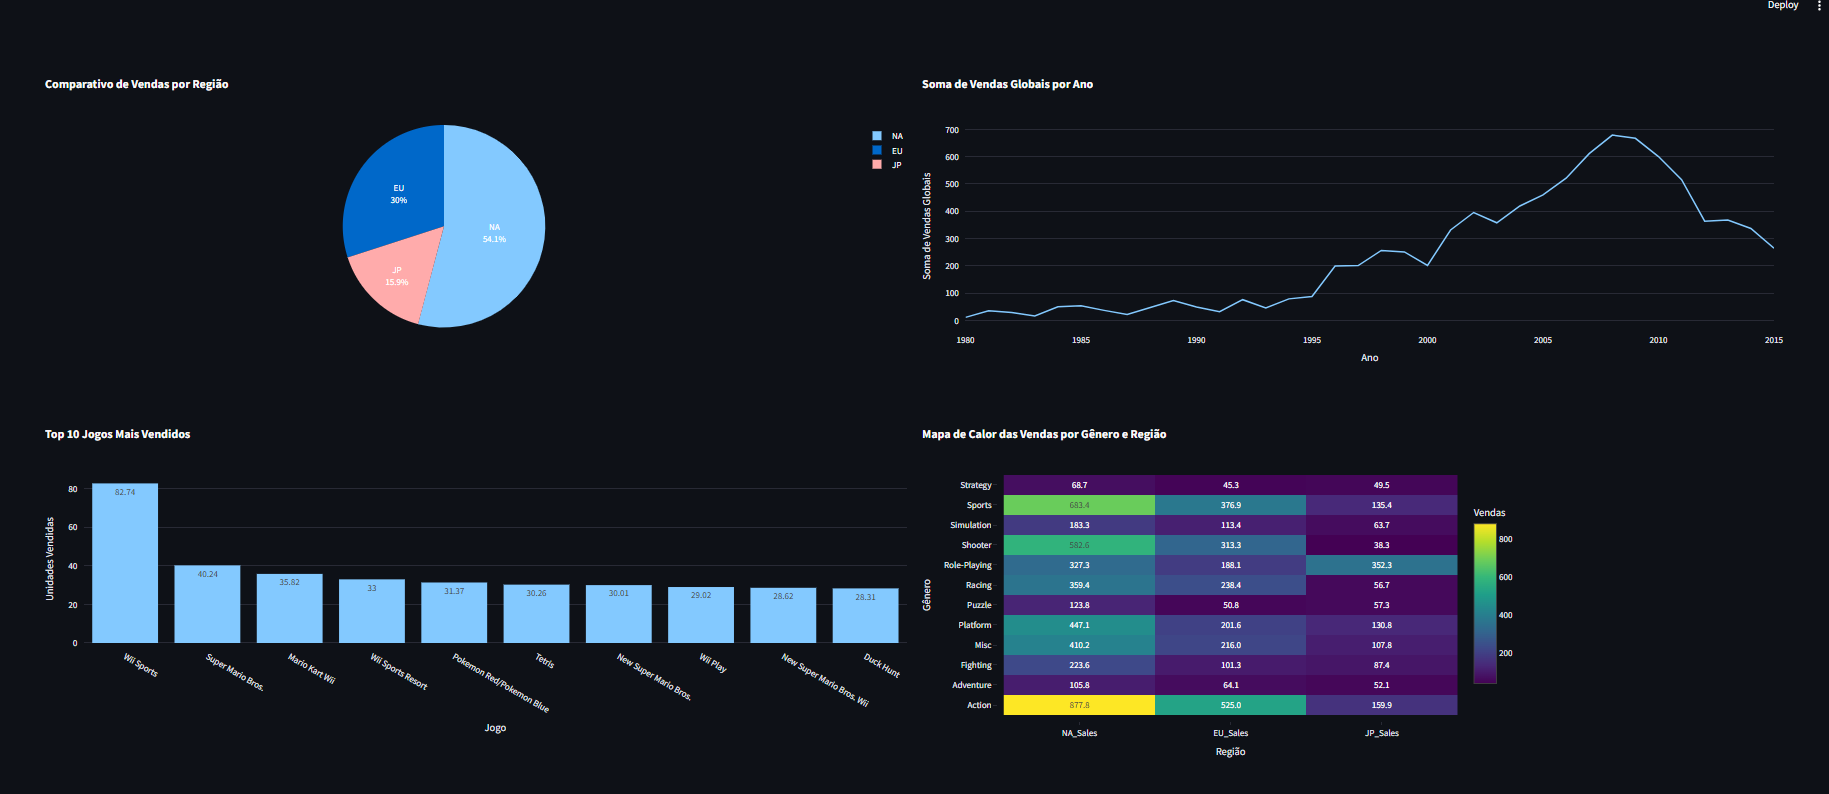 Deploy
Comparativo de Vendas por Região
NA
EU
JP
EU
30%
NA
54.1%
JP
15.9%
Soma de Vendas Globais por Ano
Soma de Vendas Globais
700
600
500
400
300
200
100
0
1980
1985
1990
1995
2000
2005
2010
2015
Ano
Top 10 Jogos Mais Vendidos
Unidades Vendidas
80
60
40
20
0
82.74
40.24
35.82
33
31.37
30.26
30.01
29.02
28.62
28.31
Wii Sports
Super Mario Bros.
Mario Kart Wii
Wii Sports Resort
Pokemon Red/Pokemon Blue
Tetris
New Super Mario Bros.
Wii Play
New Super Mario Bros. Wii
Duck Hunt
Jogo
Mapa de Calor das Vendas por Gênero e Região
Gênero
Strategy 68.7 45.3 49.5
Sports 683.4 376.9 135.4
Simulation 183.3 113.4 63.7
Shooter 582.6 313.3 38.3
Role-Playing 327.3 188.1 352.3
Racing 359.4 238.4 56.7
Puzzle 123.8 50.8 57.3
Platform 447.1 201.6 130.8
Misc 410.2 216.0 107.8
Fighting 223.6 101.3 87.4
Adventure 105.8 64.1 52.1
Action 877.8 525.0 159.9
NA_Sales EU_Sales JP_Sales
Região
Vendas
800
600
400
200